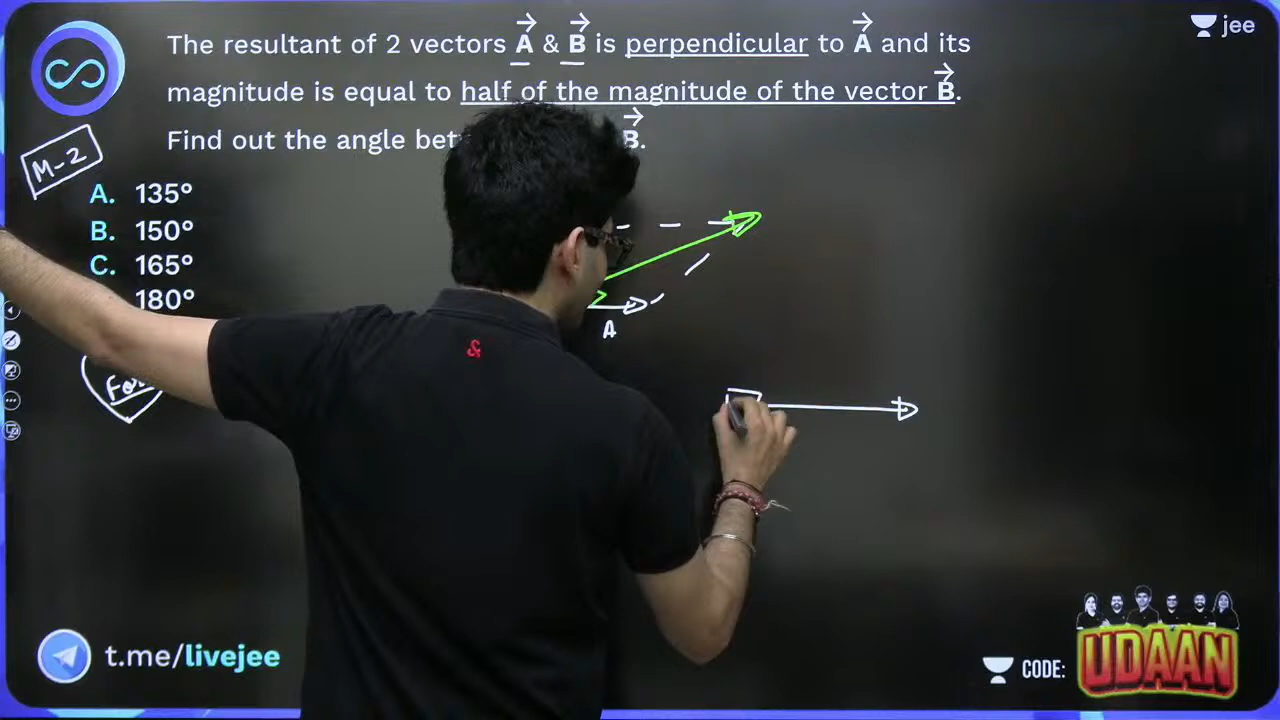 The resultant of 2 vectors A & B is perpendicular to A and its
jee
magnitude is equal to half of the magnitude of the vector B.
Find out the angle B.
M-2
A. 135°
B. 150°
C. 165°
180°
A
t.me/livejee
CODE:
UDAAN